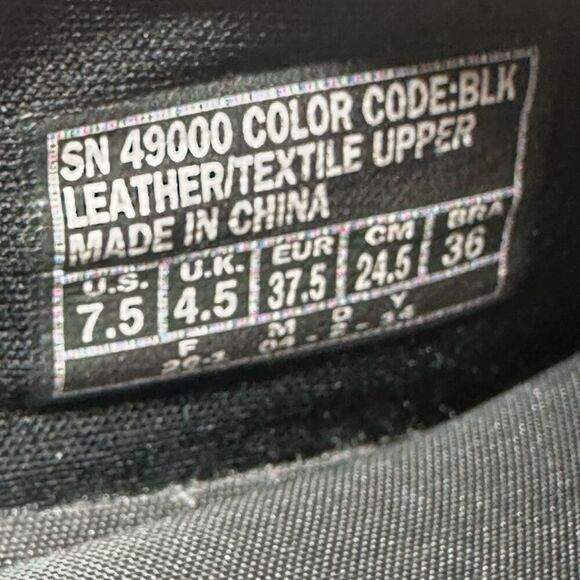 SN 49000 COLOR CODE:BLK
LEATHER/TEXTILE UPPER
MADE IN CHINA
U.S. U.K. EUR CM BRA
7.5 4.5 37.5 24.5 36
F M D Y